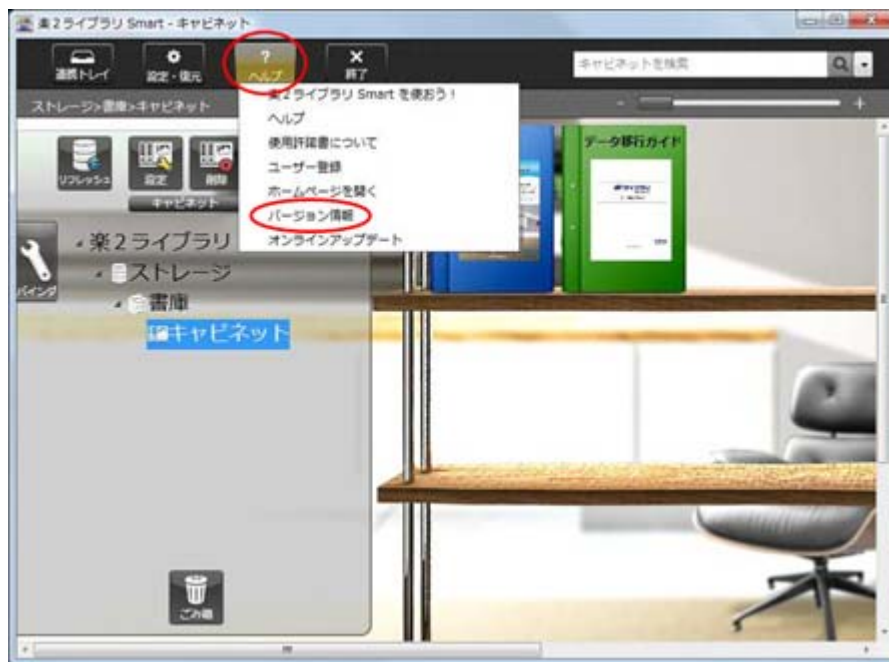 楽2ライブラリ Smart - キャビネット
連携トレイ
設定・復元
ヘルプ
終了
キャビネットを検索
ストレージ>書庫>キャビネット
楽2ライブラリ Smart を使おう！
ヘルプ
使用許諾書について
ユーザー登録
ホームページを開く
バージョン情報
オンラインアップデート
リフレッシュ
設定
削除
キャビネット
データ移行ガイド
バインダ
楽2ライブラリ
ストレージ
書庫
キャビネット
ごみ箱